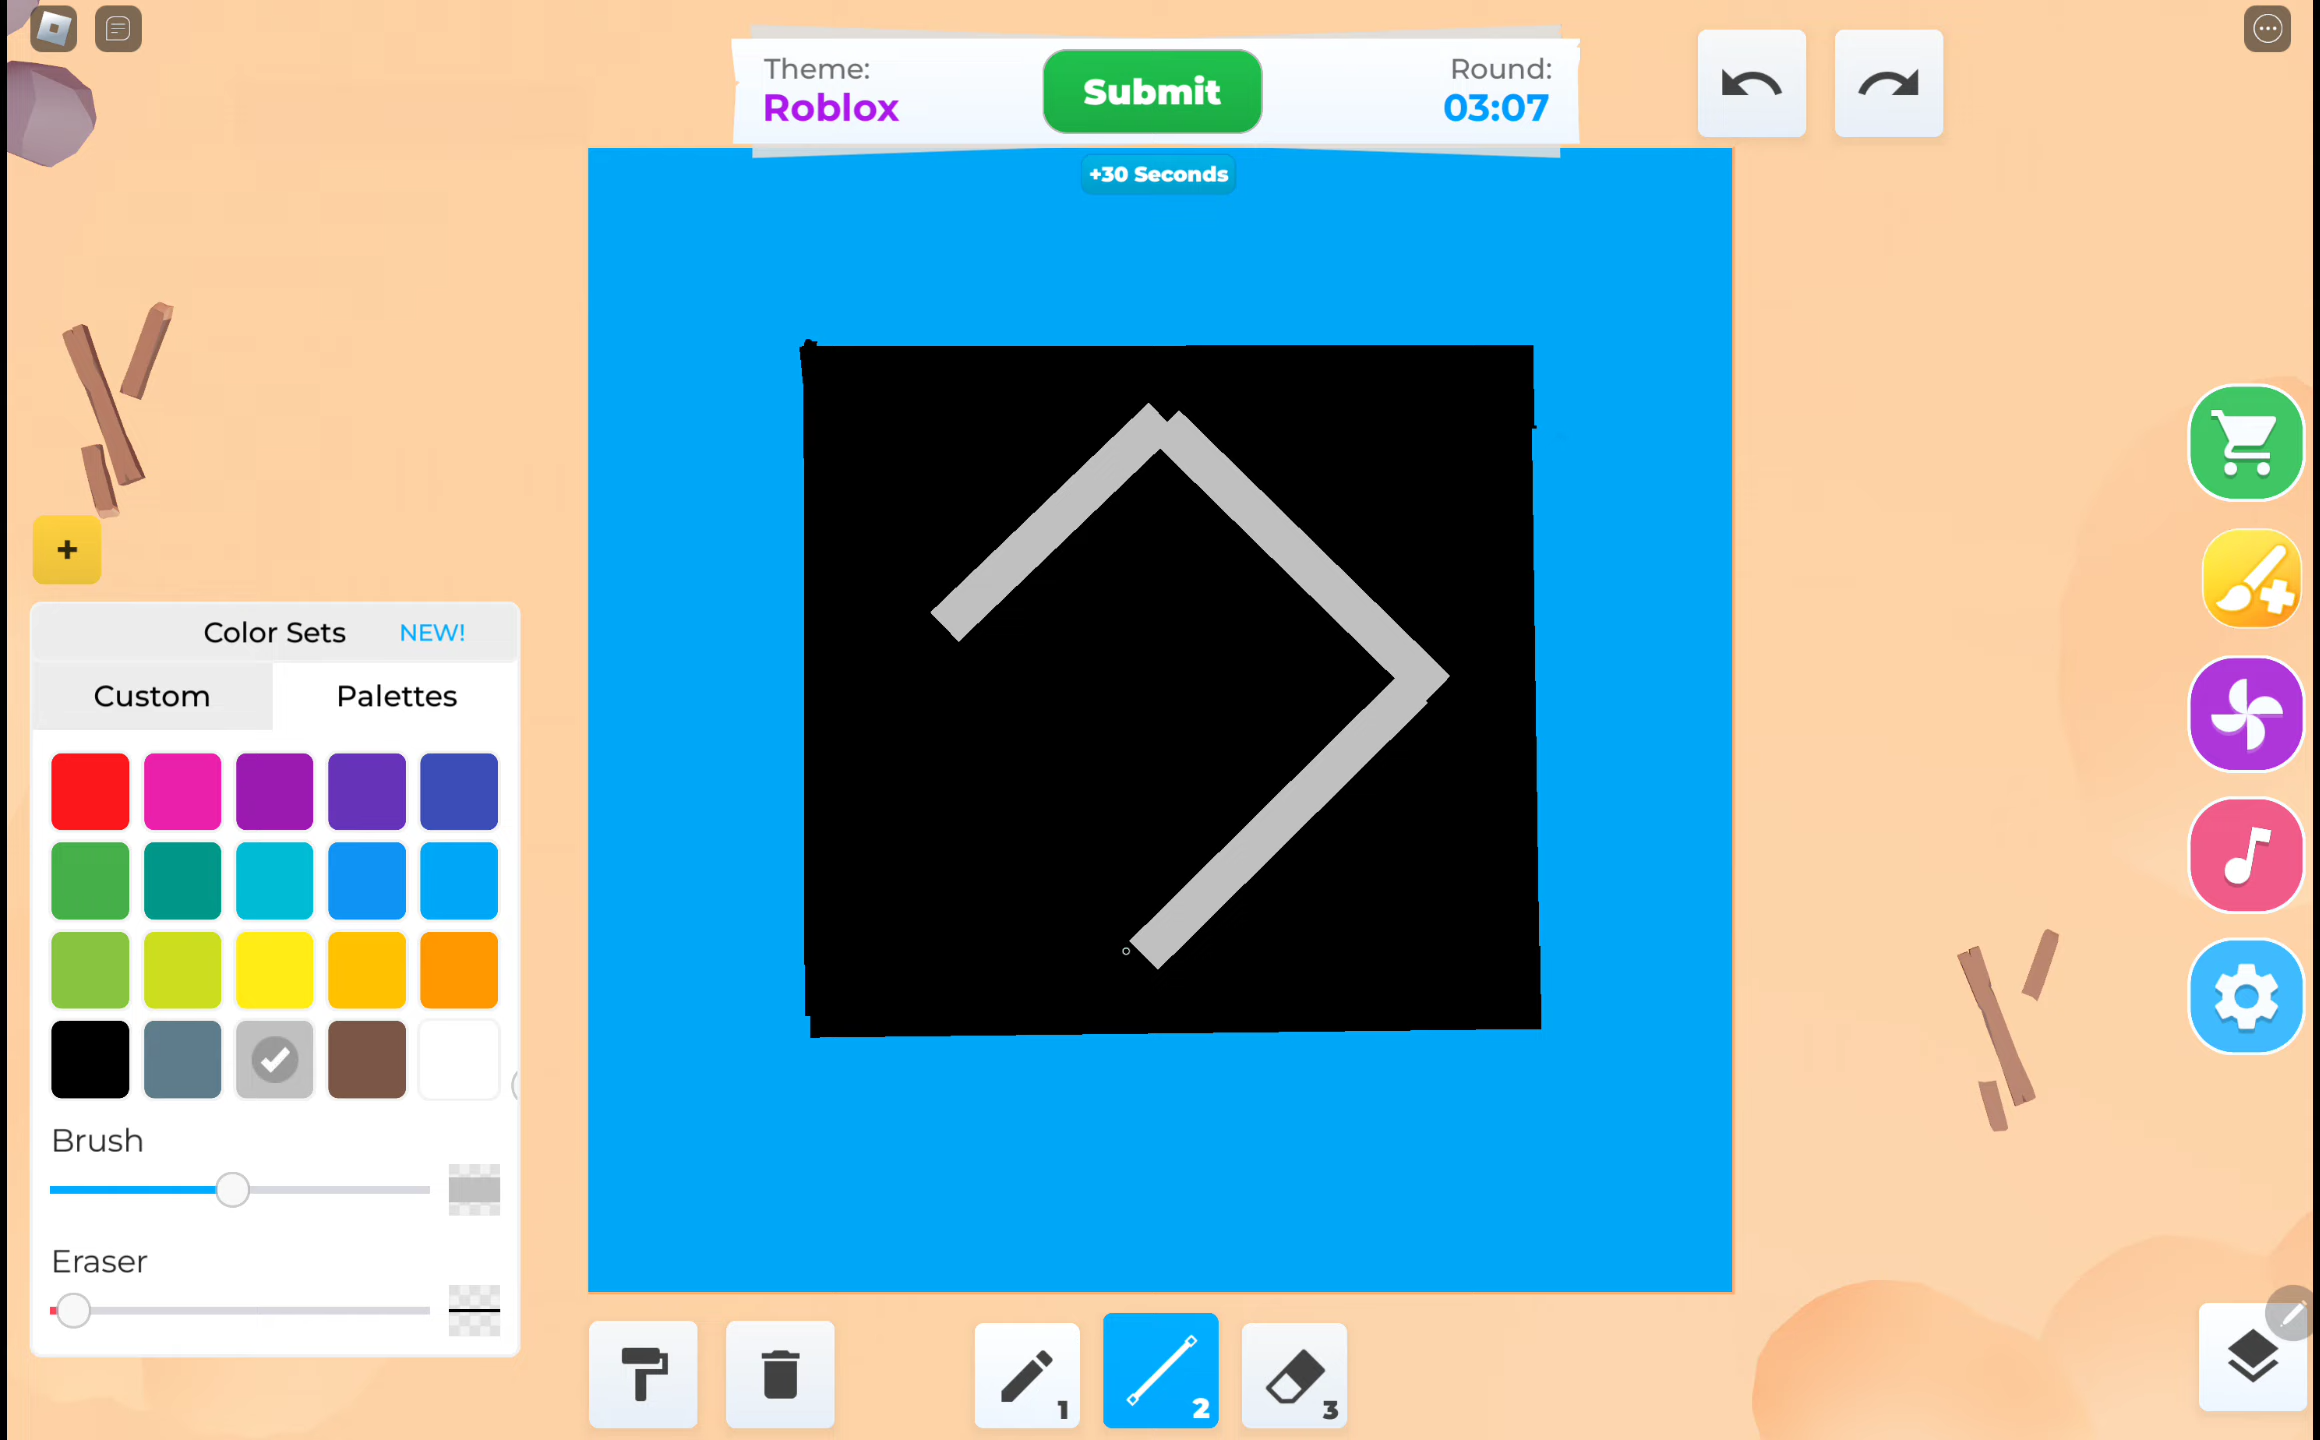 Theme:
Roblox
Submit
Round:
03:07
+30 Seconds
+
Color Sets NEW!
Custom Palettes
Brush
Eraser
1
2
3